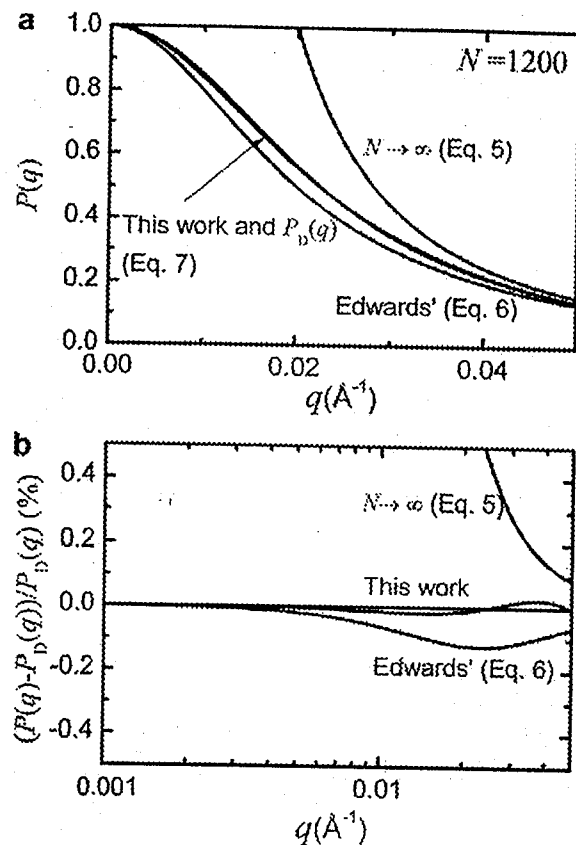 a
N=1200
N→∞ (Eq. 5)
This work and P_D(q)
(Eq. 7)
Edwards' (Eq. 6)
P(q)
1.0
0.8
0.6
0.4
0.2
0.0
0.00 0.02 0.04
q(Å⁻¹)
b
N→∞ (Eq. 5)
This work
Edwards' (Eq. 6)
(P(q)-P_D(q))/P_D(q) (%)
0.4
0.2
0.0
-0.2
-0.4
0.001 0.01
q(Å⁻¹)